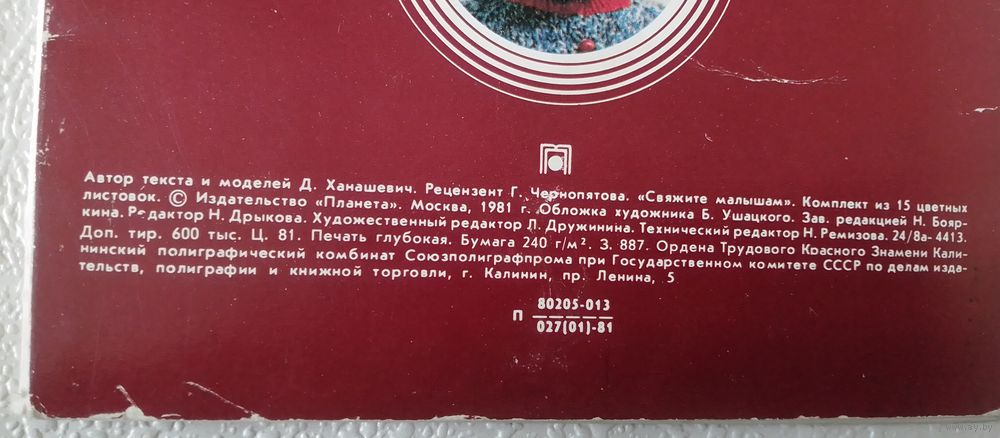 Автор текста и моделей Д. Ханашевич. Рецензент Г. Чернопятова. «Свяжите малышам». Комплект из 15 цветных
листовок. © Издательство «Планета». Москва, 1981 г. Обложка художника Б. Ушацкого. Зав. редакцией Н. Бояр-
кина. Редактор Н. Дрыкова. Художественный редактор Л. Дружинина. Технический редактор Н. Ремизова. 24/8а-4413.
Доп. тир. 600 тыс. Ц. 81. Печать глубокая. Бумага 240 г/м². З. 887. Ордена Трудового Красного Знамени Кали-
нинский полиграфический комбинат Союзполиграфпрома при Государственном комитете СССР по делам изда-
тельств, полиграфии и книжной торговли, г. Калинин, пр. Ленина, 5
80205-013
П
027(01)-81